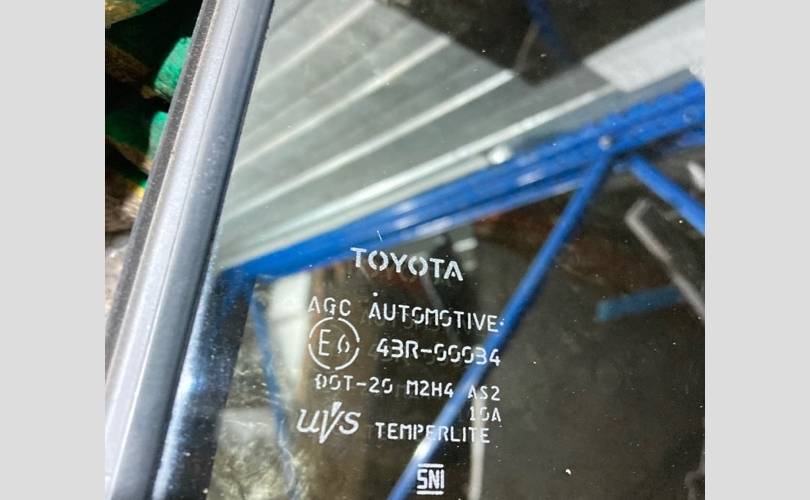 TOYOTA
AGC AUTOMOTIVE
E6 43R-00034
DOT-20 M2H4 AS2
10A
uvs TEMPERLITE
SNI